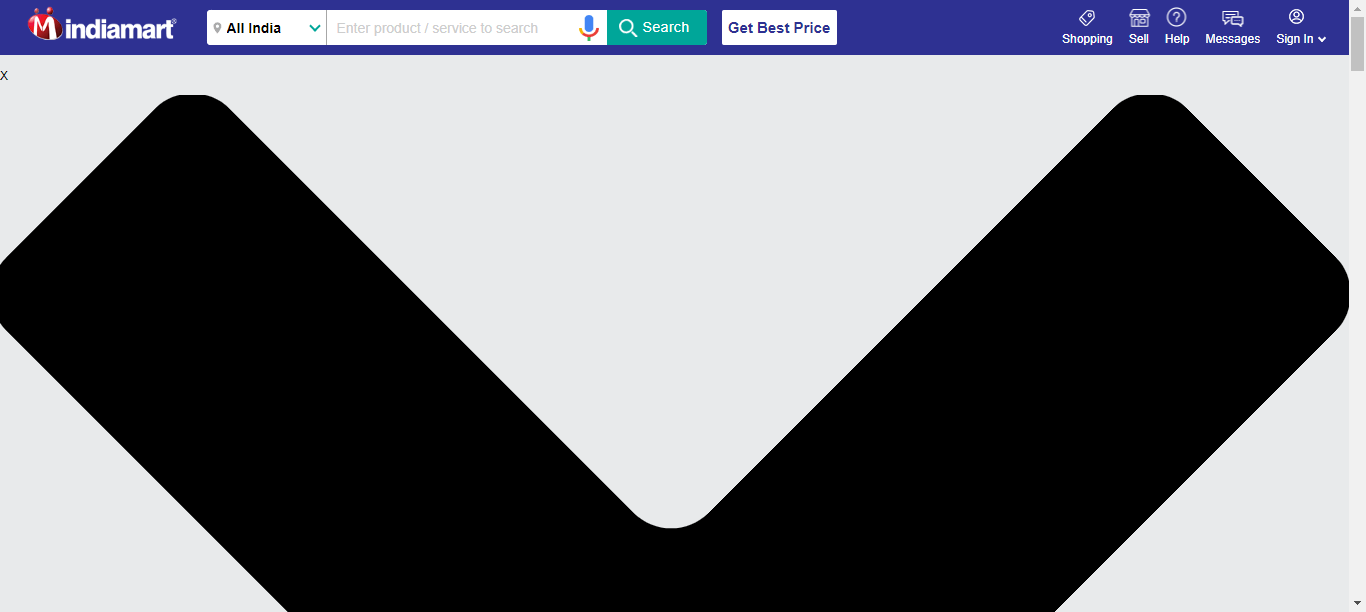 indiamart®
All India
Enter product / service to search
Search
Get Best Price
Shopping
Sell
Help
Messages
Sign In
X